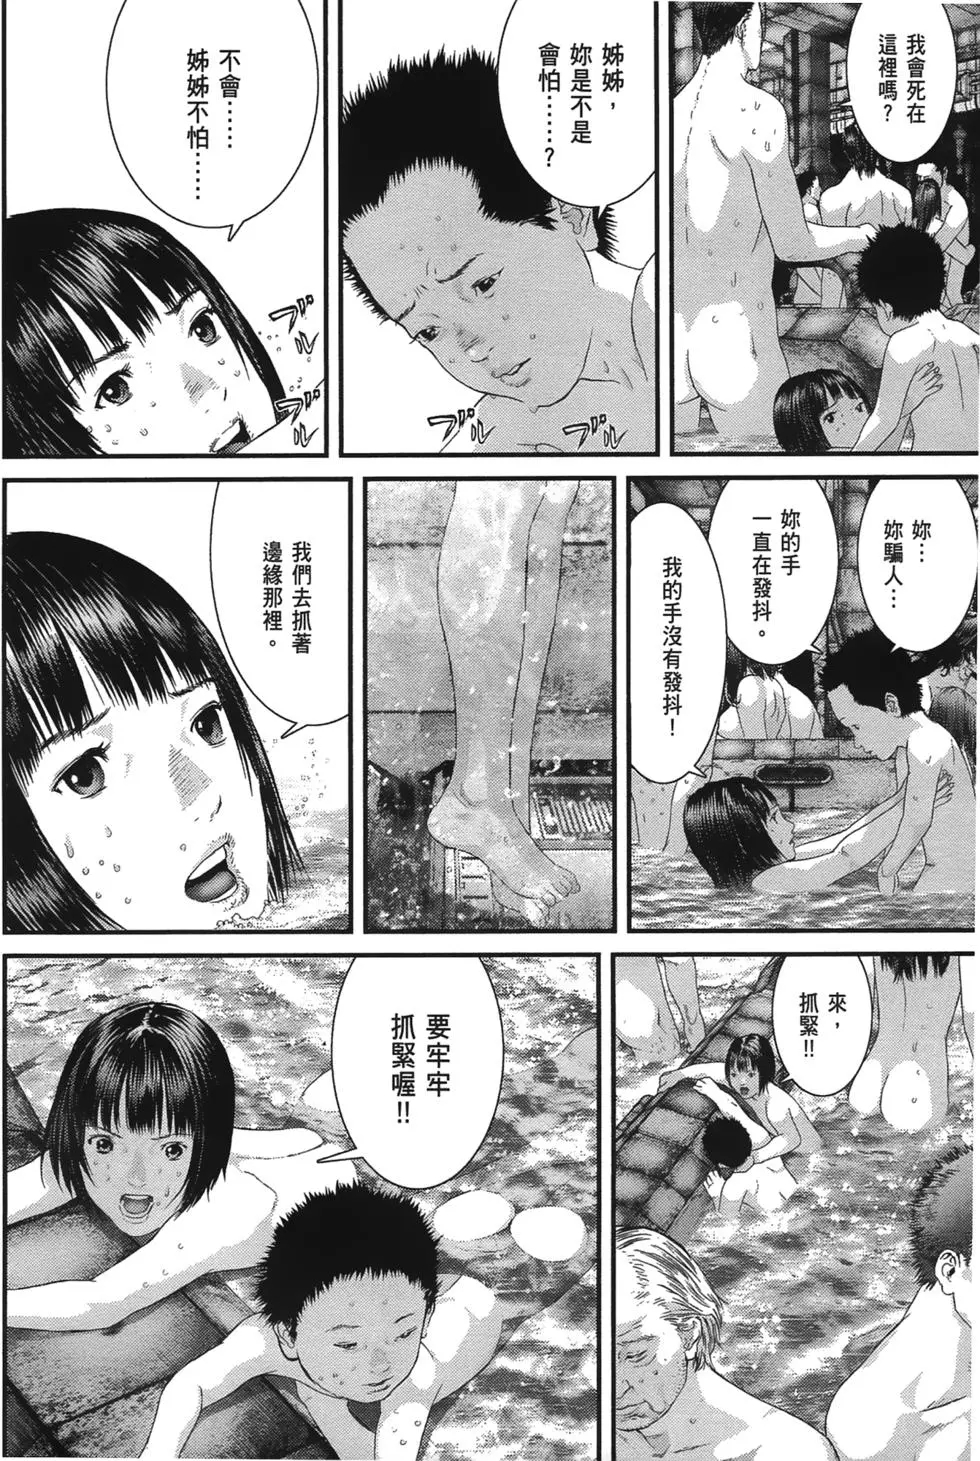 我會死在
這裡嗎？
姊姊，
妳是不是
會怕……？
不會……
姊姊不怕……
ブル
ブル
ブル
ブル
妳…
妳騙人…
妳的手
一直在發抖。
我的手沒有發抖！
我們去抓著
邊緣那裡。
來，
抓緊!!
要牢牢
抓緊喔!!